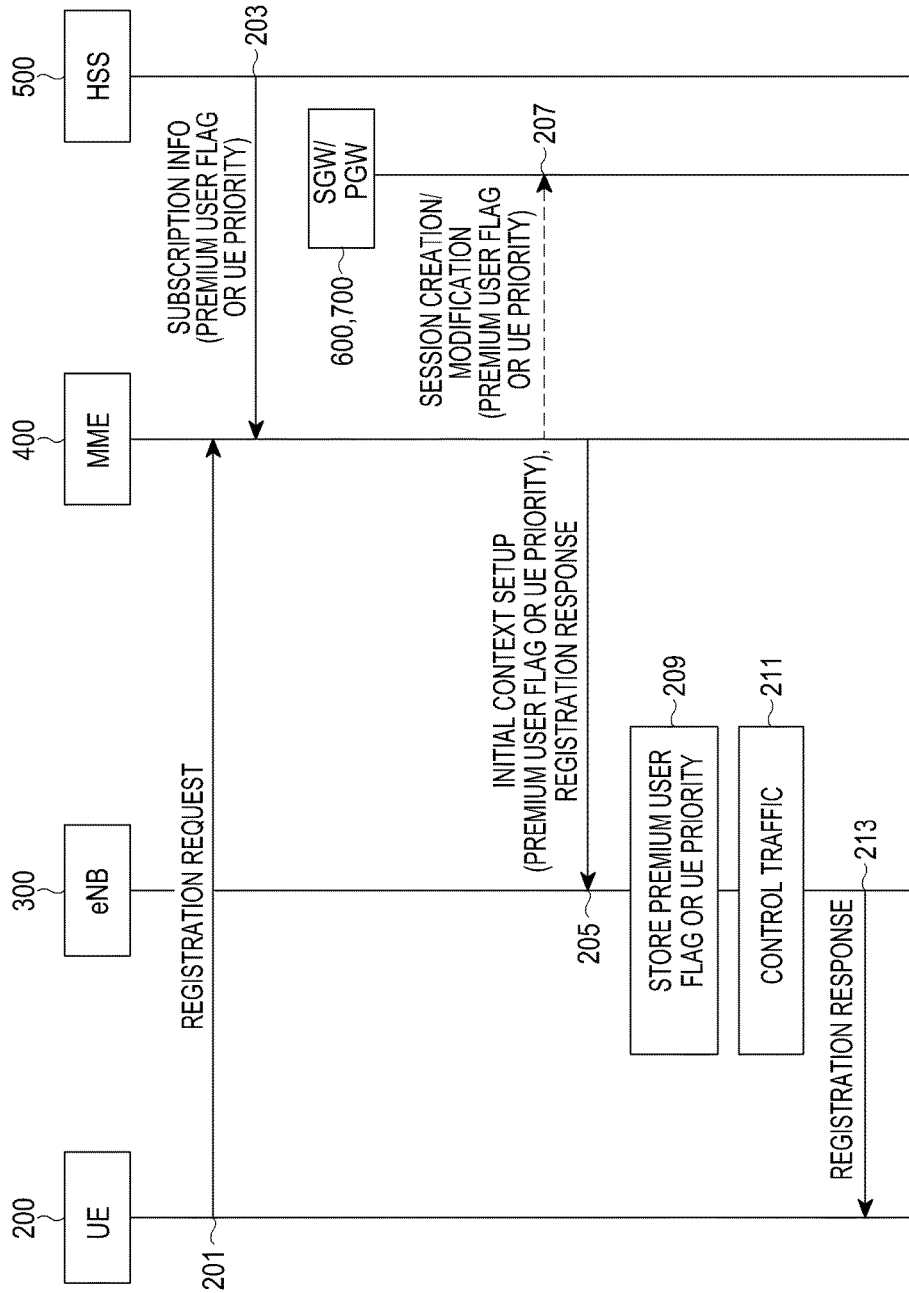 200
UE
300
eNB
400
MME
500
HSS
201
REGISTRATION REQUEST
SUBSCRIPTION INFO
(PREMIUM USER FLAG
OR UE PRIORITY)
203
SGW/
PGW
600,700
SESSION CREATION/
MODIFICATION
(PREMIUM USER FLAG
OR UE PRIORITY)
207
INITIAL CONTEXT SETUP
(PREMIUM USER FLAG OR UE PRIORITY),
REGISTRATION RESPONSE
205
STORE PREMIUM USER
FLAG OR UE PRIORITY
209
CONTROL TRAFFIC
211
REGISTRATION RESPONSE
213